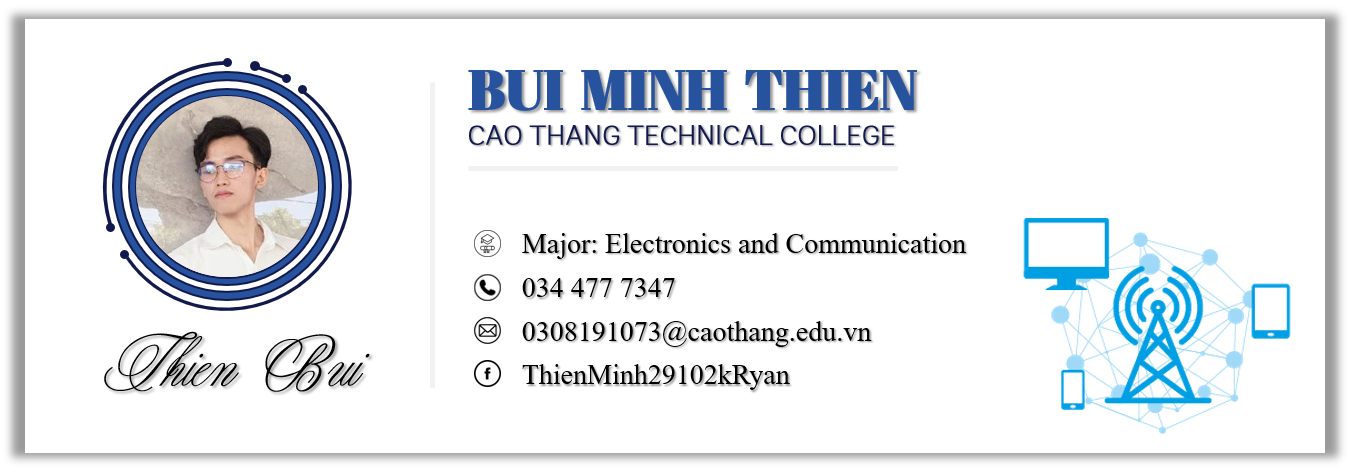 BUI MINH THIEN
CAO THANG TECHNICAL COLLEGE
Major: Electronics and Communication
034 477 7347
0308191073@caothang.edu.vn
f
ThienMinh29102kRyan
Thien Bui